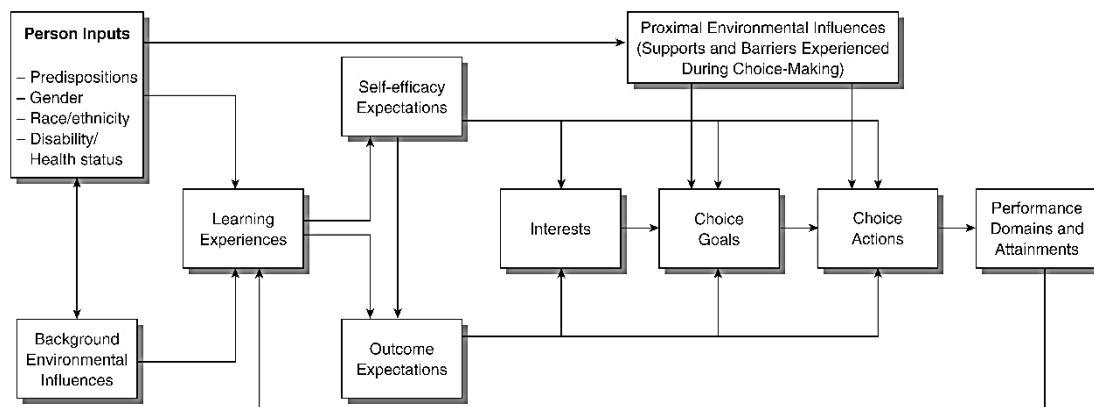 Person Inputs
– Predispositions
– Gender
– Race/ethnicity
– Disability/
Health status
Proximal Environmental Influences
(Supports and Barriers Experienced
During Choice-Making)
Self-efficacy
Expectations
Learning
Experiences
Interests
Choice
Goals
Choice
Actions
Performance
Domains and
Attainments
Background
Environmental
Influences
Outcome
Expectations